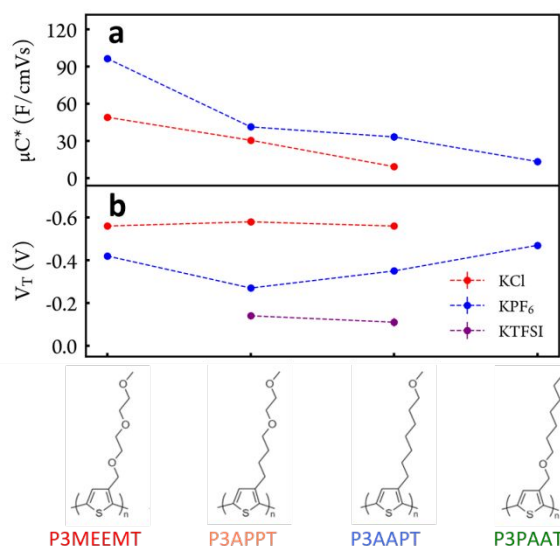 a
120
90
60
30
0
μC* (F/cmVs)
b
-0.6
-0.4
-0.2
0.0
V_T (V)
KCl
KPF₆
KTFSI
O
O
O
S
n
O
O
S
n
O
S
n
O
S
n
P3MEEMT P3APPT P3AAPT P3PAAT